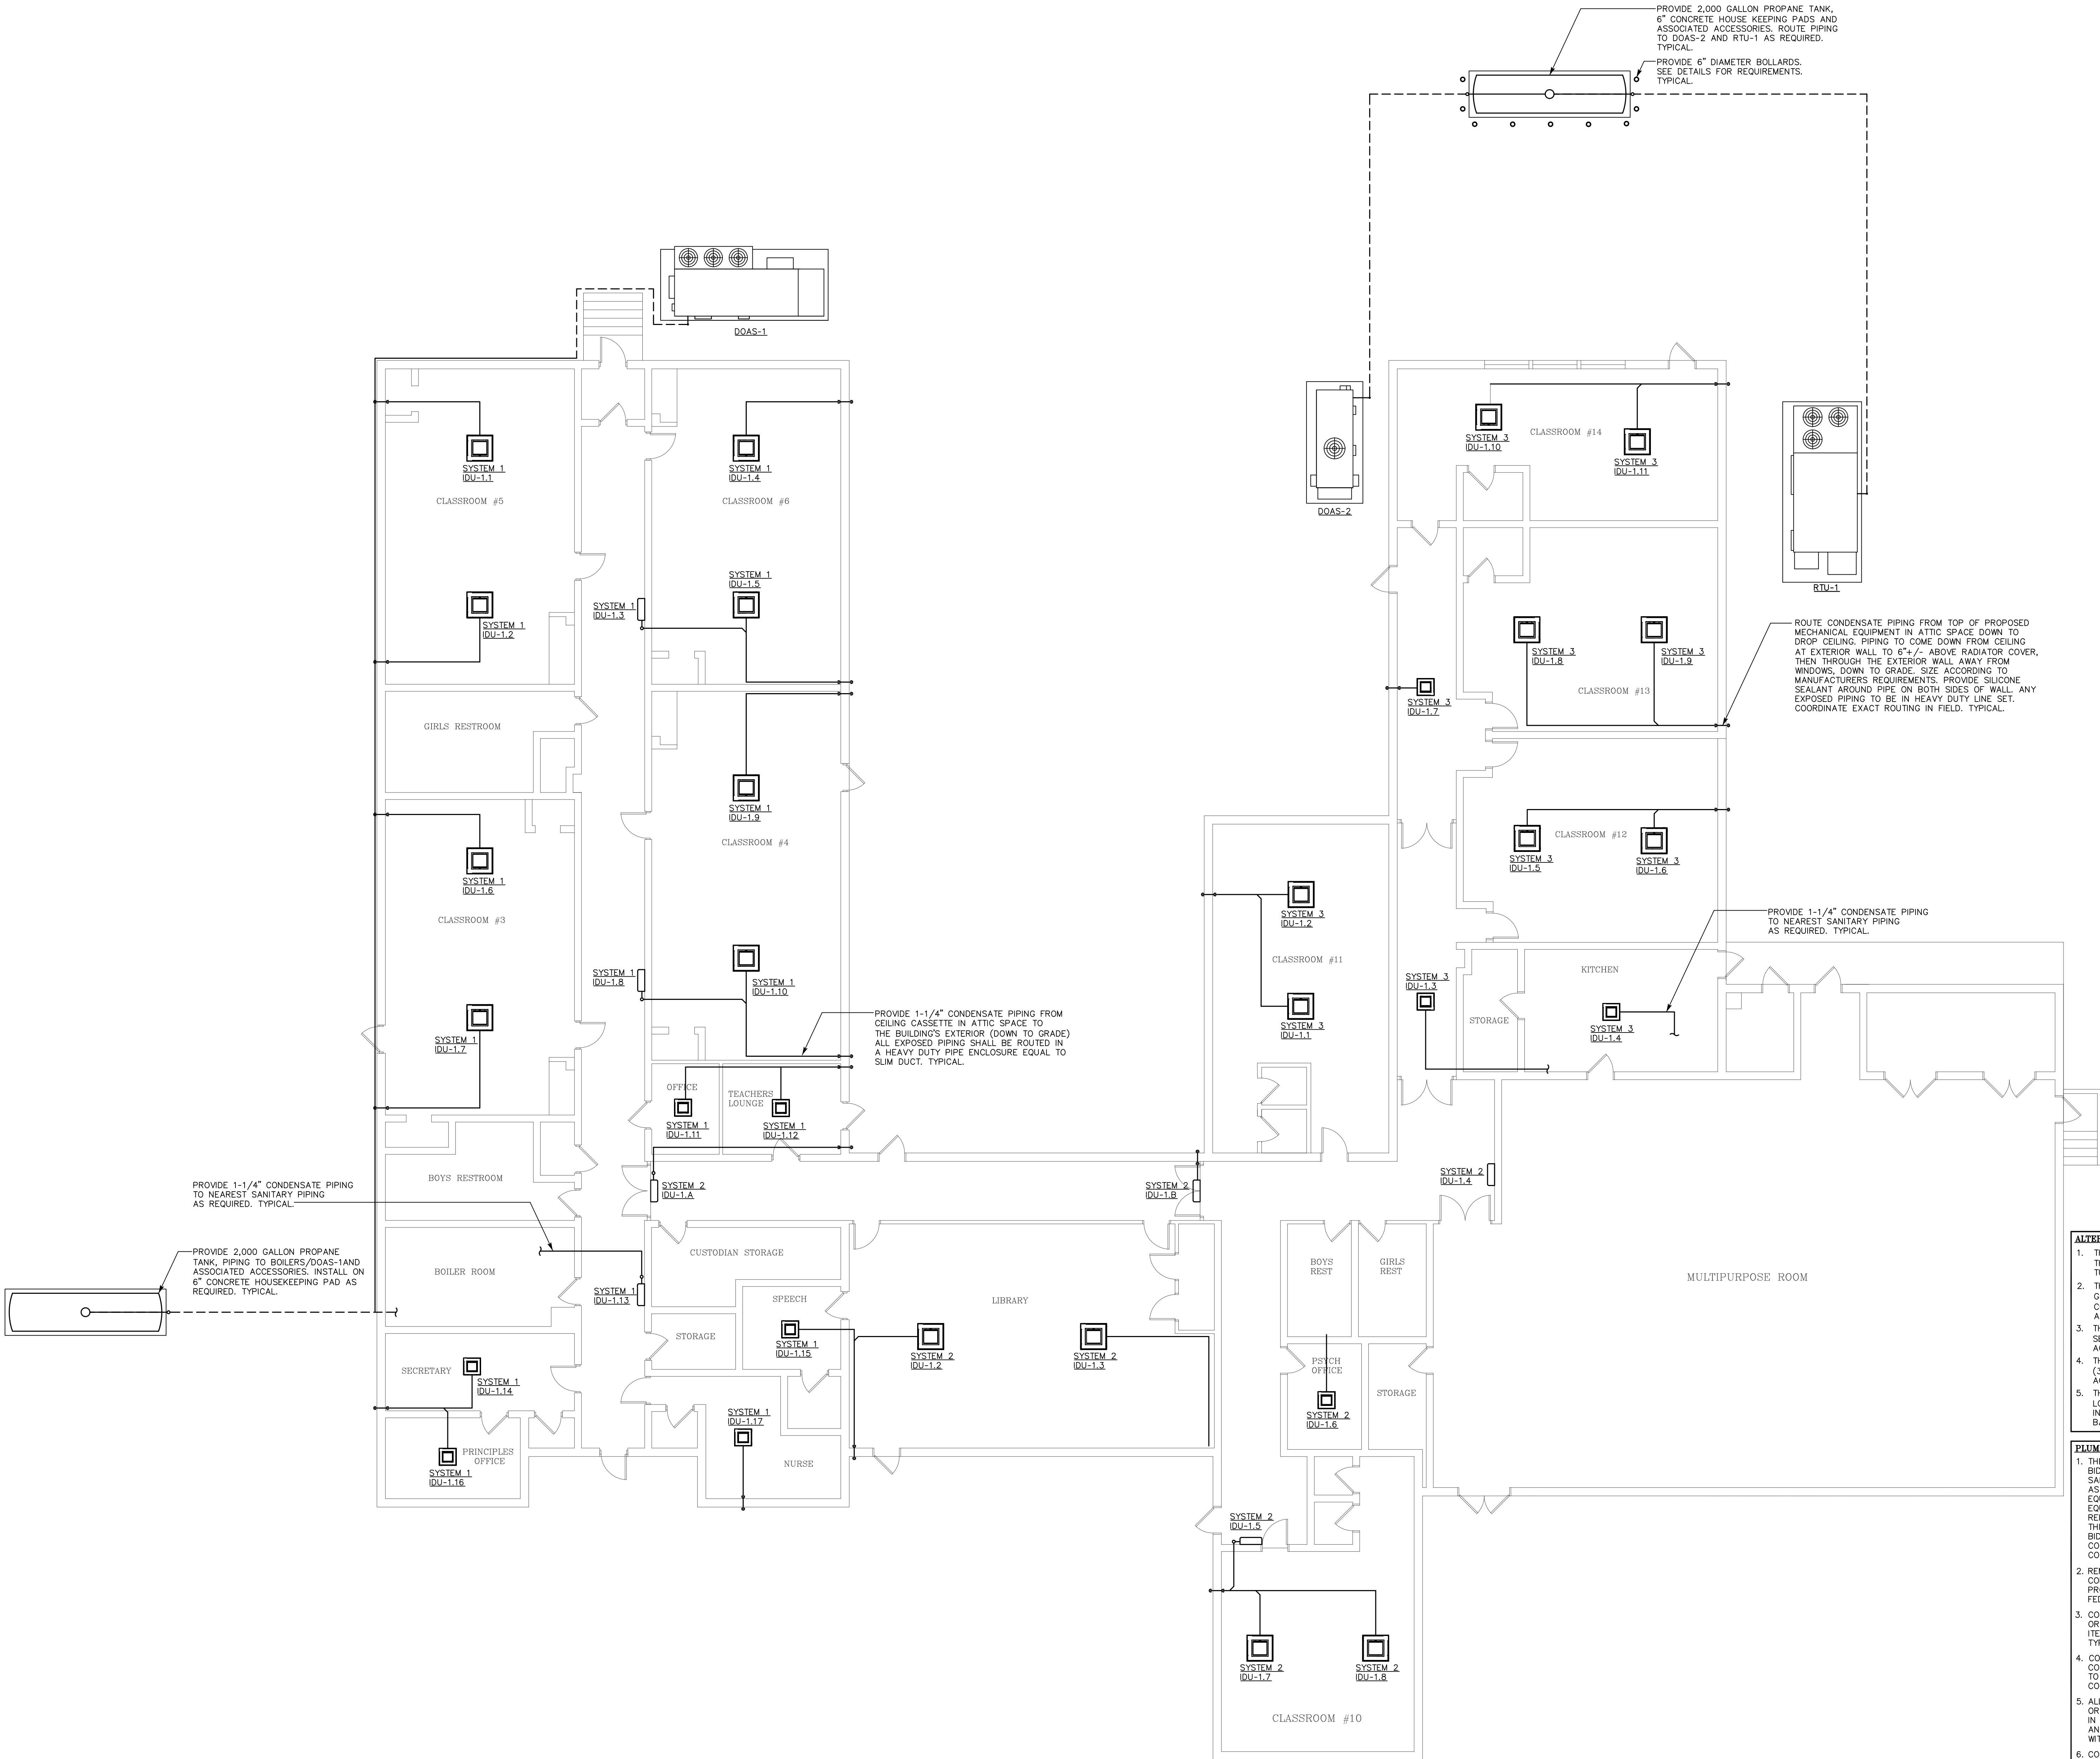 PROVIDE 2,000 GALLON PROPANE TANK,
6" CONCRETE HOUSE KEEPING PADS AND
ASSOCIATED ACCESSORIES. ROUTE PIPING
TO DOAS-2 AND RTU-1 AS REQUIRED.
TYPICAL.
PROVIDE 6" DIAMETER BOLLARDS.
SEE DETAILS FOR REQUIREMENTS.
TYPICAL.
DOAS-1
DOAS-2
RTU-1
SYSTEM 1
IDU-1.1
CLASSROOM #5
SYSTEM 1
IDU-1.4
CLASSROOM #6
SYSTEM 1
IDU-1.2
SYSTEM 1
IDU-1.3
SYSTEM 1
IDU-1.5
GIRLS RESTROOM
SYSTEM 1
IDU-1.9
CLASSROOM #4
SYSTEM 1
IDU-1.6
CLASSROOM #3
SYSTEM 1
IDU-1.8
SYSTEM 1
IDU-1.10
SYSTEM 1
IDU-1.7
PROVIDE 1-1/4" CONDENSATE PIPING FROM
CEILING CASSETTE IN ATTIC SPACE TO
THE BUILDING'S EXTERIOR (DOWN TO GRADE)
ALL EXPOSED PIPING SHALL BE ROUTED IN
A HEAVY DUTY PIPE ENCLOSURE EQUAL TO
SLIM DUCT. TYPICAL.
OFFICE
TEACHERS
LOUNGE
SYSTEM 1
IDU-1.11
SYSTEM 1
IDU-1.12
SYSTEM 3
IDU-1.10
CLASSROOM #14
SYSTEM 3
IDU-1.11
SYSTEM 3
IDU-1.8
SYSTEM 3
IDU-1.9
CLASSROOM #13
SYSTEM 3
IDU-1.7
ROUTE CONDENSATE PIPING FROM TOP OF PROPOSED
MECHANICAL EQUIPMENT IN ATTIC SPACE DOWN TO
DROP CEILING. PIPING TO COME DOWN FROM CEILING
AT EXTERIOR WALL TO 6"+/- ABOVE RADIATOR COVER,
THEN THROUGH THE EXTERIOR WALL AWAY FROM
WINDOWS, DOWN TO GRADE. SIZE ACCORDING TO
MANUFACTURERS REQUIREMENTS. PROVIDE SILICONE
SEALANT AROUND PIPE ON BOTH SIDES OF WALL. ANY
EXPOSED PIPING TO BE IN HEAVY DUTY LINE SET.
COORDINATE EXACT ROUTING IN FIELD. TYPICAL.
CLASSROOM #12
SYSTEM 3
IDU-1.5
SYSTEM 3
IDU-1.6
SYSTEM 3
IDU-1.2
CLASSROOM #11
SYSTEM 3
IDU-1.1
SYSTEM 3
IDU-1.3
STORAGE
KITCHEN
SYSTEM 3
IDU-1.4
PROVIDE 1-1/4" CONDENSATE PIPING
TO NEAREST SANITARY PIPING
AS REQUIRED. TYPICAL.
BOYS RESTROOM
PROVIDE 1-1/4" CONDENSATE PIPING
TO NEAREST SANITARY PIPING
AS REQUIRED. TYPICAL.
PROVIDE 2,000 GALLON PROPANE
TANK, PIPING TO BOILERS/DOAS-1AND
ASSOCIATED ACCESSORIES. INSTALL ON
6" CONCRETE HOUSEKEEPING PAD AS
REQUIRED. TYPICAL.
BOILER ROOM
SYSTEM 2
IDU-1.A
SYSTEM 2
IDU-1.B
SYSTEM 2
IDU-1.4
CUSTODIAN STORAGE
SYSTEM 1
IDU-1.13
SPEECH
STORAGE
SYSTEM 1
IDU-1.15
LIBRARY
SYSTEM 2
IDU-1.2
SYSTEM 2
IDU-1.3
BOYS
REST
GIRLS
REST
MULTIPURPOSE ROOM
SECRETARY
SYSTEM 1
IDU-1.14
PSYCH
OFFICE
STORAGE
SYSTEM 2
IDU-1.6
SYSTEM 1
IDU-1.17
NURSE
PRINCIPLES
OFFICE
SYSTEM 1
IDU-1.16
SYSTEM 2
IDU-1.5
SYSTEM 2
IDU-1.7
SYSTEM 2
IDU-1.8
CLASSROOM #10
1.
2.
3.
4.
5.
1.
2.
3.
4.
5.
6.